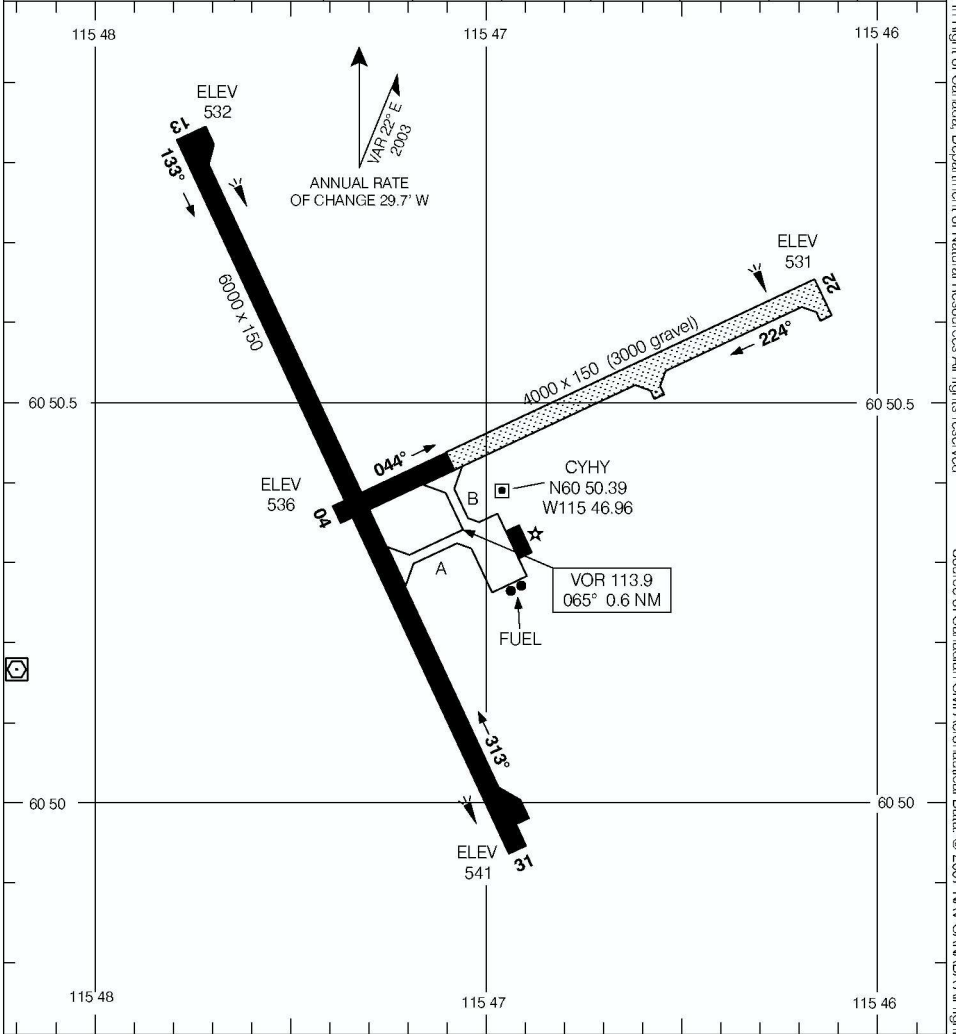 115 48
115 47
115 46
ELEV
532
13
133°
VAR 22° E
2003
ANNUAL RATE
OF CHANGE 29.7' W
6000 x 150
ELEV
531
22
224°
4000 x 150 (3000 gravel)
60 50.5
60 50.5
044°
ELEV
536
04
CYHY
N60 50.39
W115 46.96
B
A
VOR 113.9
065° 0.6 NM
FUEL
313°
60 50
60 50
ELEV
541
31
115 48
115 47
115 46